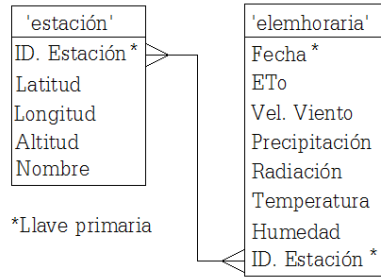 'estación'
ID. Estación*
Latitud
Longitud
Altitud
Nombre
*Llave primaria
'elemhoraria'
Fecha*
ETo
Vel. Viento
Precipitación
Radiación
Temperatura
Humedad
ID. Estación *